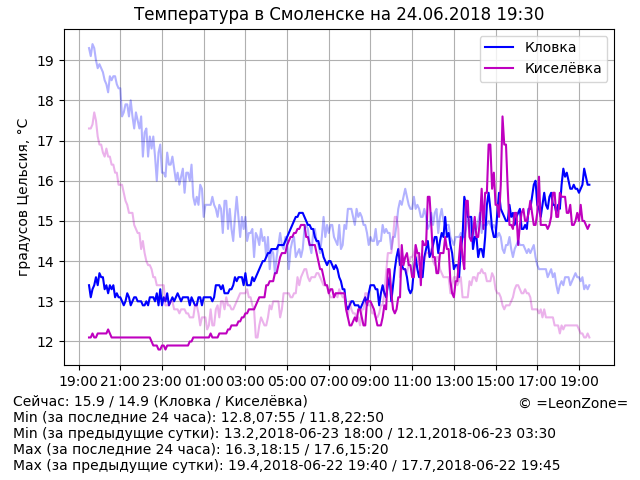 Температура в Смоленске на 24.06.2018 19:30
Кловка
Киселёвка
градусов Цельсия, °C
19
18
17
16
15
14
13
12
19:00 21:00 23:00 01:00 03:00 05:00 07:00 09:00 11:00 13:00 15:00 17:00 19:00
Сейчас: 15.9 / 14.9 (Кловка / Киселёвка)
© =LeonZone=
Min (за последние 24 часа): 12.8,07:55 / 11.8,22:50
Min (за предыдущие сутки): 13.2,2018-06-23 18:00 / 12.1,2018-06-23 03:30
Max (за последние 24 часа): 16.3,18:15 / 17.6,15:20
Max (за предыдущие сутки): 19.4,2018-06-22 19:40 / 17.7,2018-06-22 19:45